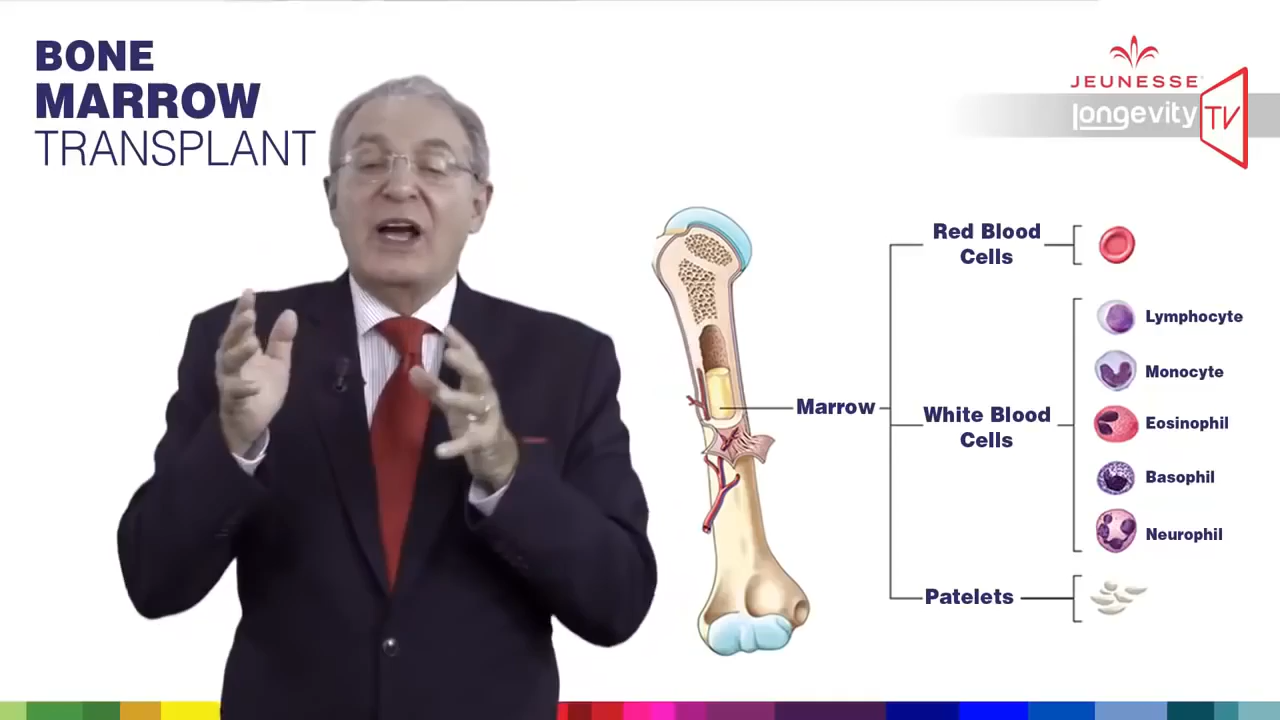 BONE
MARROW
TRANSPLANT
JEUNESSE
longevity TV
Red Blood
Cells
Lymphocyte
Monocyte
Marrow
White Blood
Cells
Eosinophil
Basophil
Neurophil
Patelets